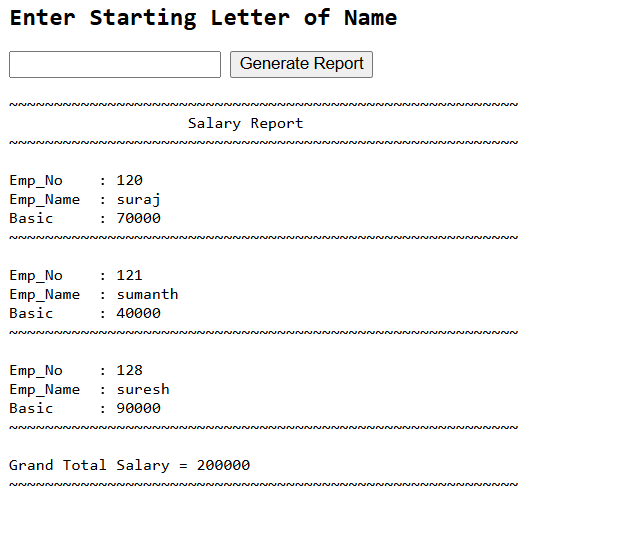 Enter Starting Letter of Name
Generate Report
~~~~~~~~~~~~~~~~~~~~~~~~~~~~~~~~~~~~~~~~~~~~~~~~~~~~~~~~~
Salary Report
~~~~~~~~~~~~~~~~~~~~~~~~~~~~~~~~~~~~~~~~~~~~~~~~~~~~~~~~~
Emp_No    : 120
Emp_Name  : suraj
Basic     : 70000
~~~~~~~~~~~~~~~~~~~~~~~~~~~~~~~~~~~~~~~~~~~~~~~~~~~~~~~~~
Emp_No    : 121
Emp_Name  : sumanth
Basic     : 40000
~~~~~~~~~~~~~~~~~~~~~~~~~~~~~~~~~~~~~~~~~~~~~~~~~~~~~~~~~
Emp_No    : 128
Emp_Name  : suresh
Basic     : 90000
~~~~~~~~~~~~~~~~~~~~~~~~~~~~~~~~~~~~~~~~~~~~~~~~~~~~~~~~~
Grand Total Salary = 200000
~~~~~~~~~~~~~~~~~~~~~~~~~~~~~~~~~~~~~~~~~~~~~~~~~~~~~~~~~